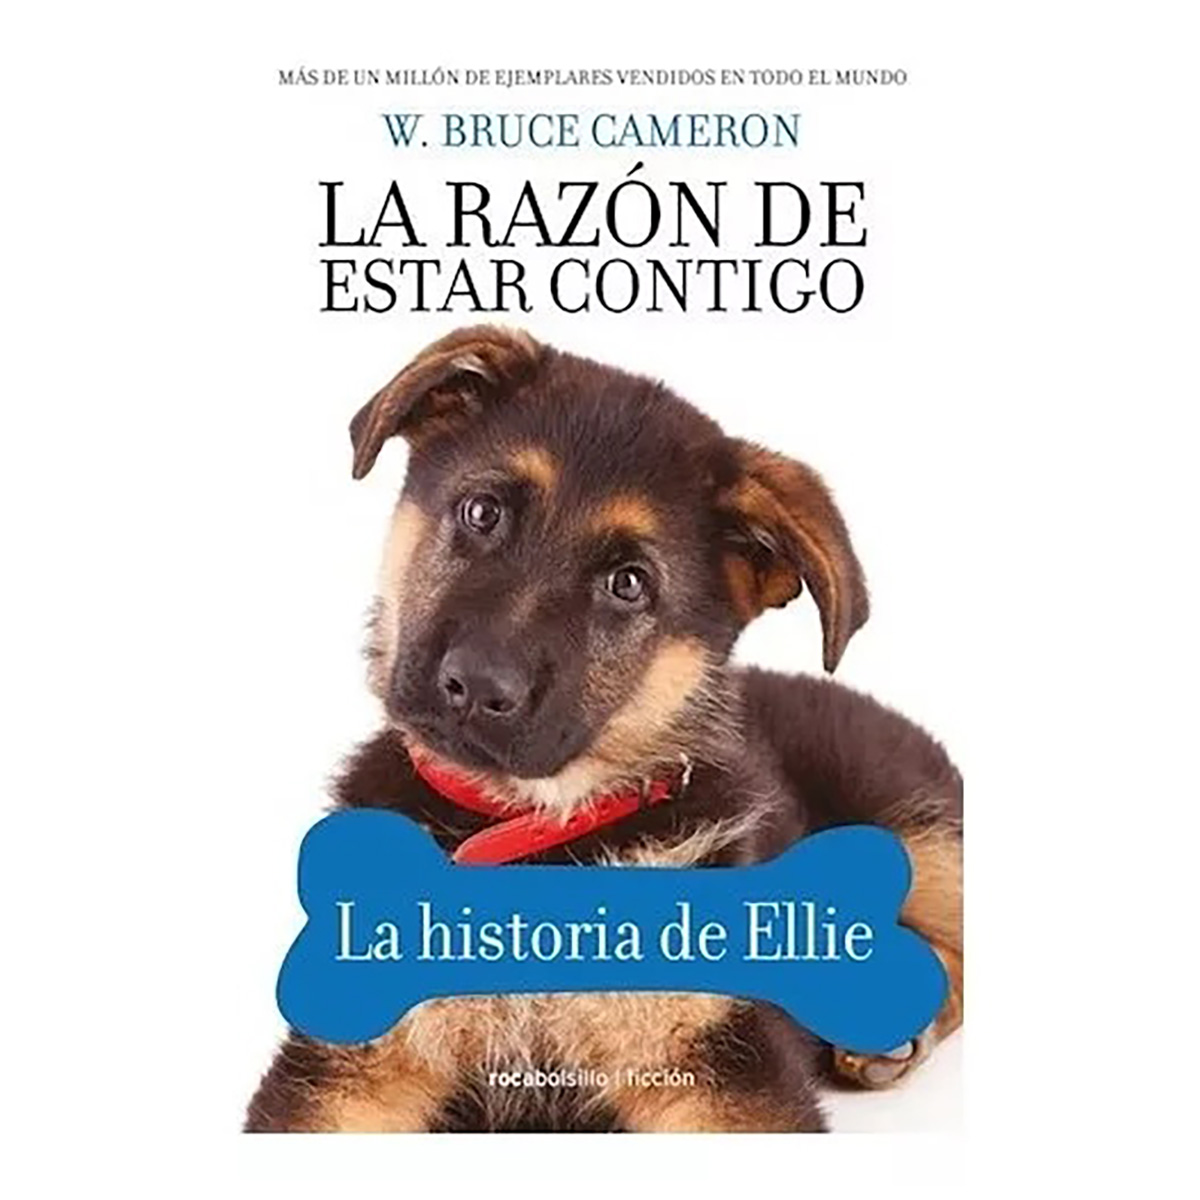 MÁS DE UN MILLÓN DE EJEMPLARES VENDIDOS EN TODO EL MUNDO
W. BRUCE CAMERON
LA RAZÓN DE
ESTAR CONTIGO
La historia de Ellie
rocabolsillo | ficción